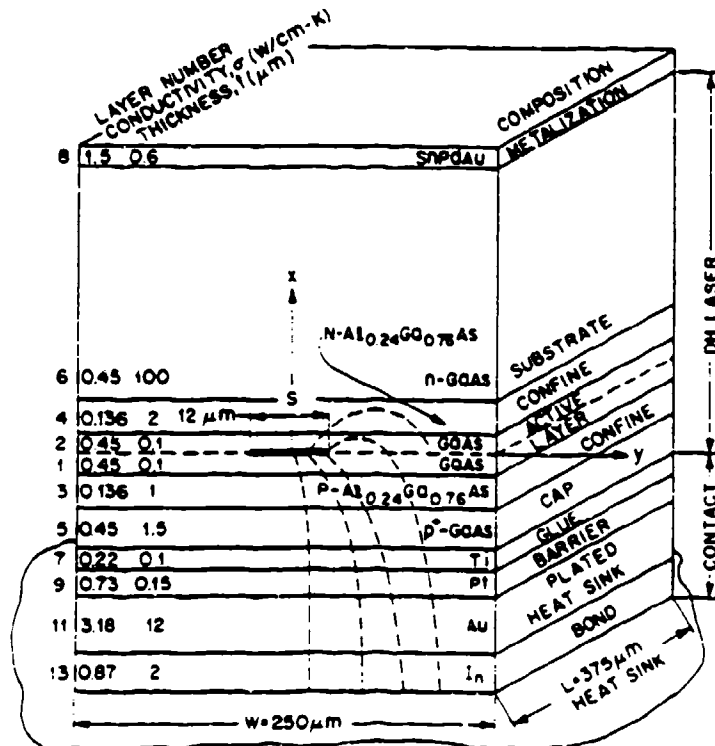 LAYER NUMBER
CONDUCTIVITY, σ (W/cm-K)
THICKNESS, t (μm)
COMPOSITION
METALIZATION
8 1.5 0.6 SnPdAu
x
N-Al0.24Ga0.76As
SUBSTRATE
6 0.45 100 n-GaAs
CONFINE
S
12 μm
4 0.136 2
ACTIVE
LAYER
2 0.45 0.1 GaAs
1 0.45 0.1 GaAs
y
CONFINE
3 0.136 1 P-Al0.24Ga0.76As
CAP
5 0.45 1.5 p+-GaAs
GLUE
7 0.22 0.1 Ti
BARRIER
9 0.73 0.15 Pt
PLATED
HEAT SINK
11 3.18 12 Au
BOND
13 0.87 2 In
W=250μm
L=375μm
HEAT SINK
DH LASER
CONTACT